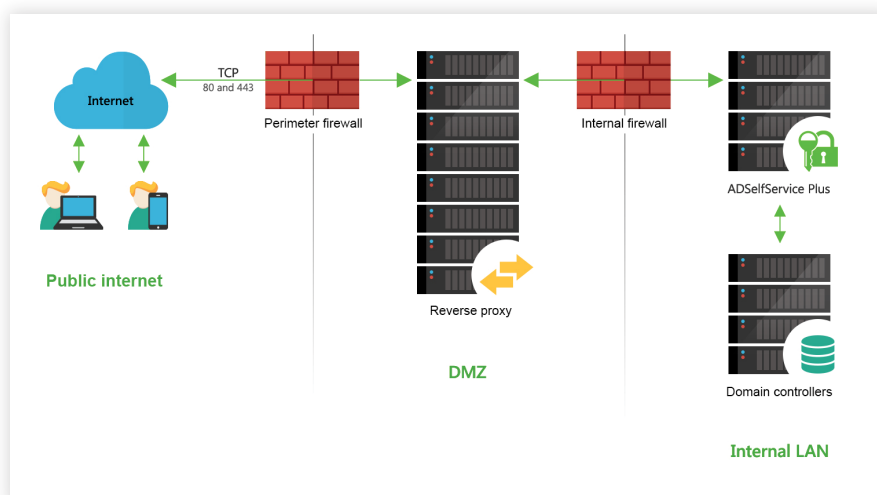 Internet
TCP
80 and 443
Perimeter firewall
Internal firewall
ADSelfService Plus
Public internet
Reverse proxy
DMZ
Domain controllers
Internal LAN